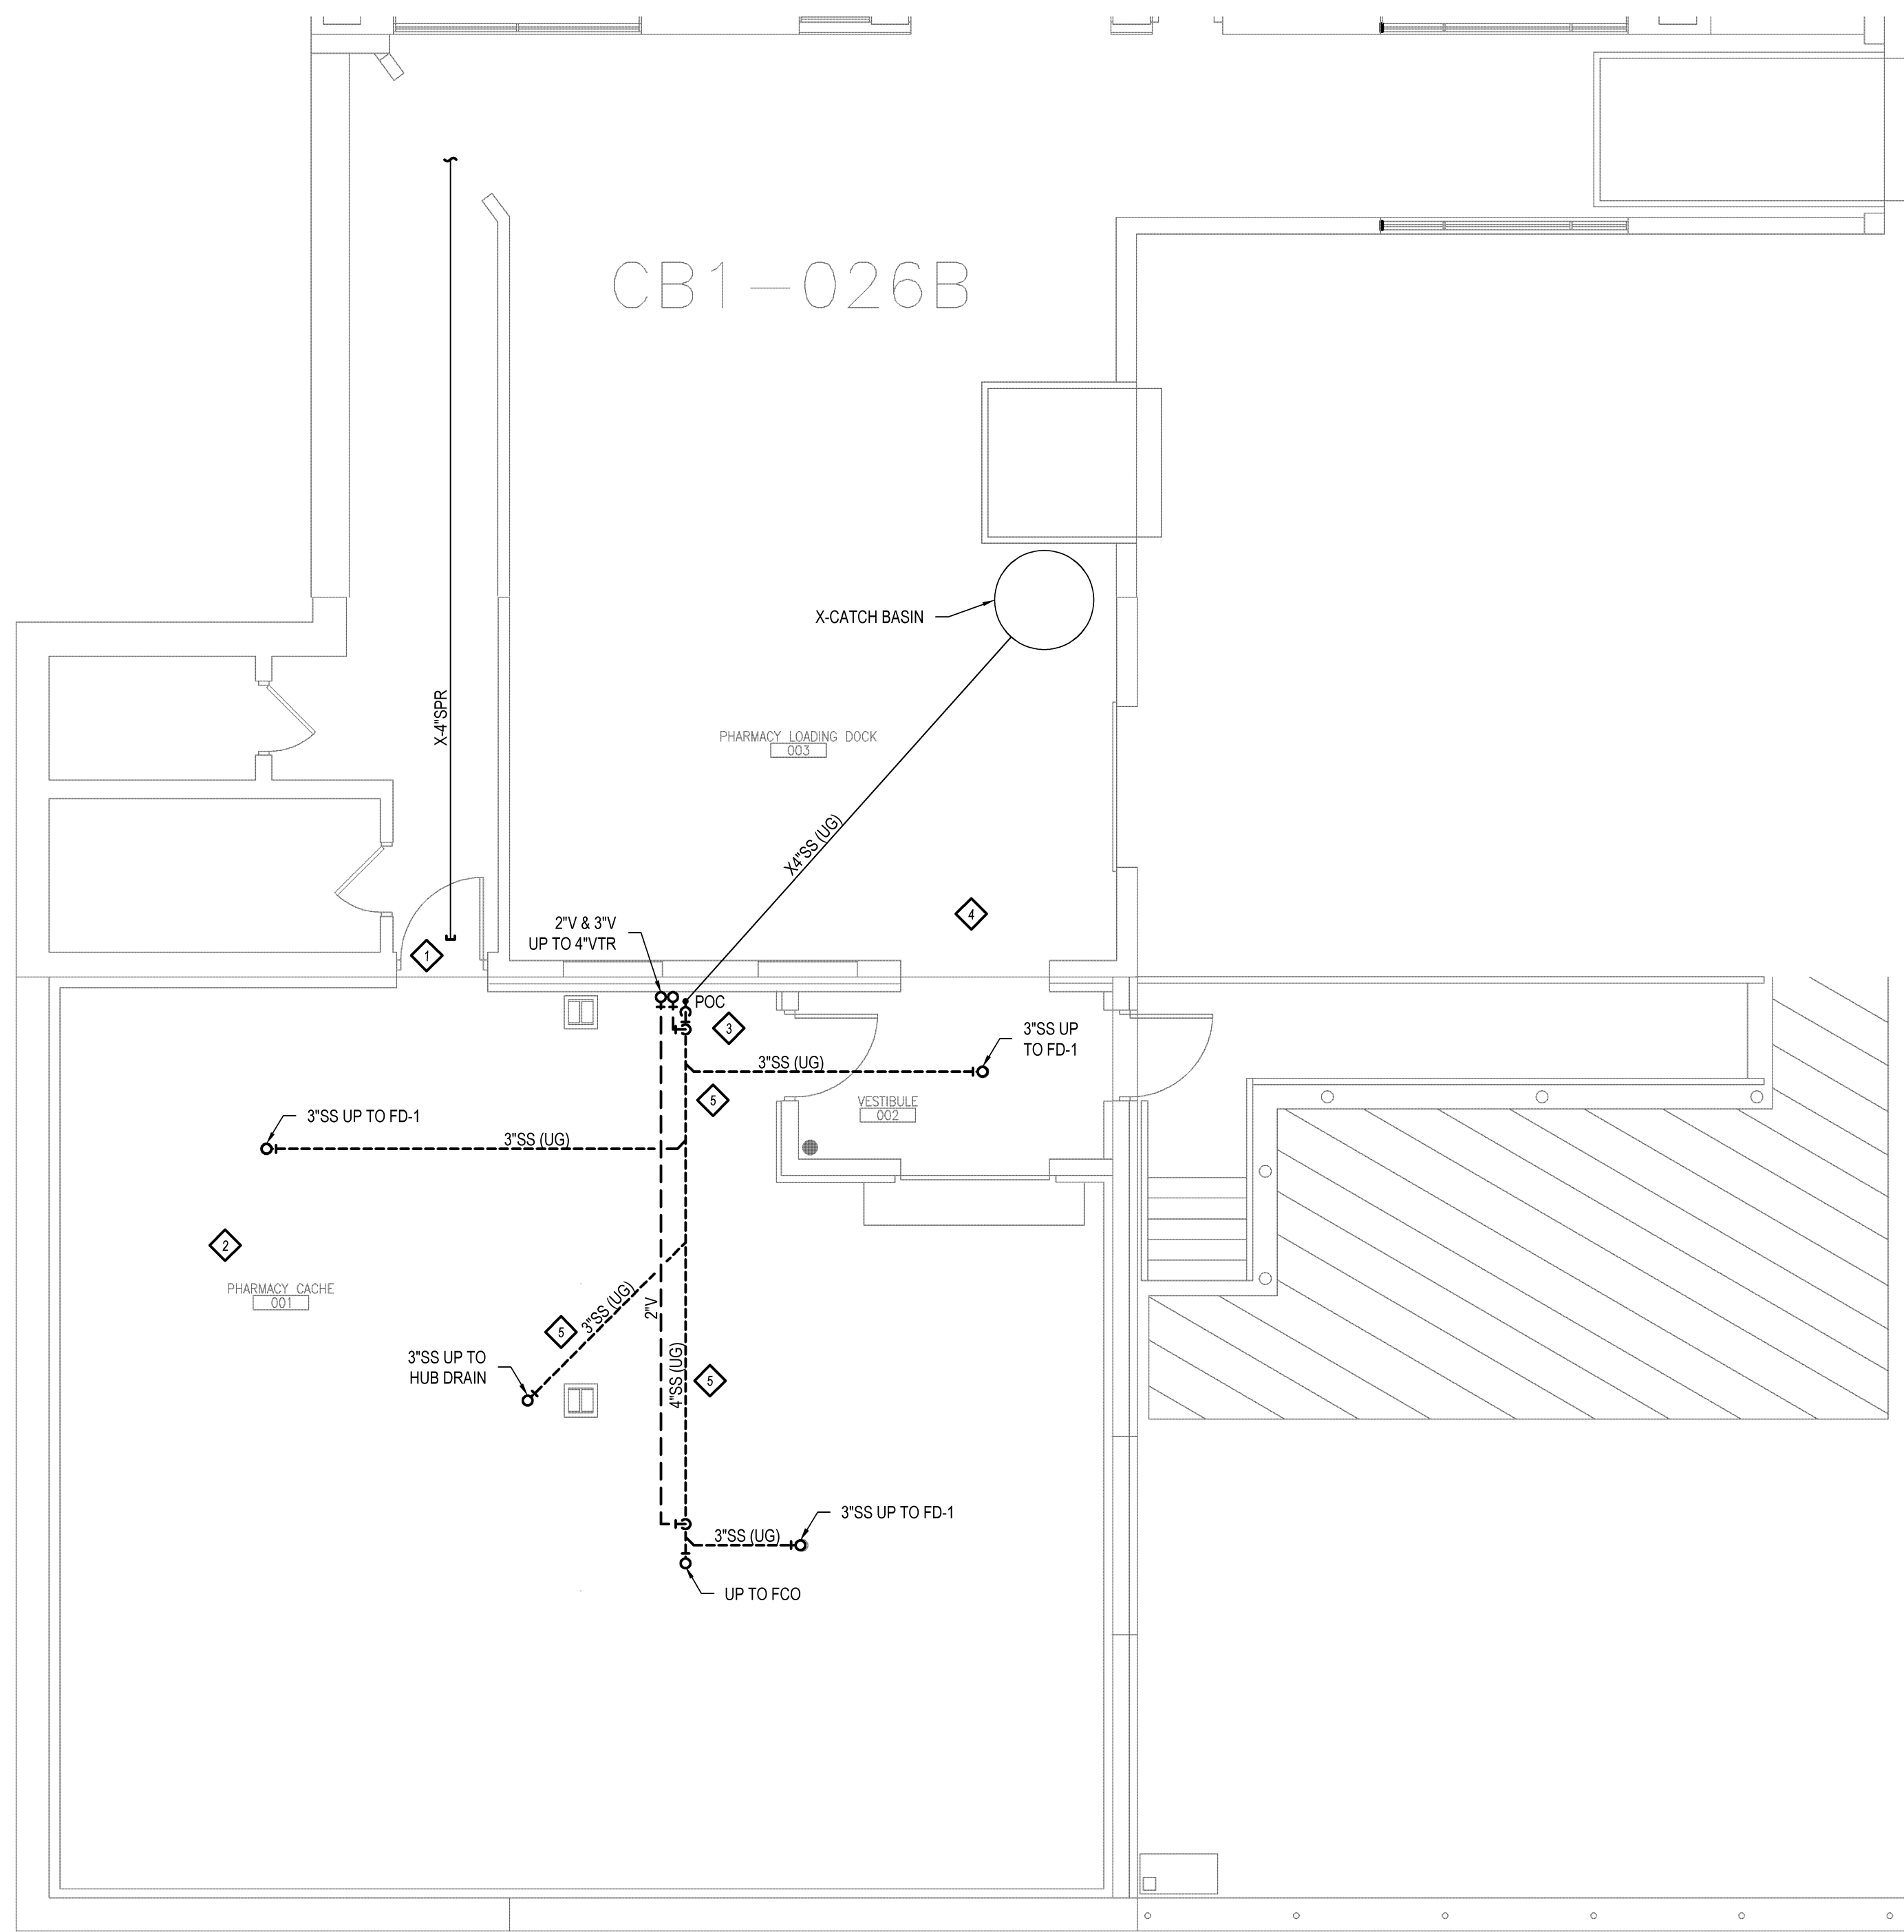 CB1-026B
X-CATCH BASIN
X-4"SPR
PHARMACY LOADING DOCK
003
X4"SS (UG)
4
2"V & 3"V
UP TO 4"VTR
1
POC
3
3"SS UP
TO FD-1
3"SS (UG)
5
VESTIBULE
002
3"SS UP TO FD-1
3"SS (UG)
2
PHARMACY CACHE
001
3"SS (UG)
5
2"V
3"SS UP TO
HUB DRAIN
4"SS (UG)
5
3"SS UP TO FD-1
3"SS (UG)
UP TO FCO